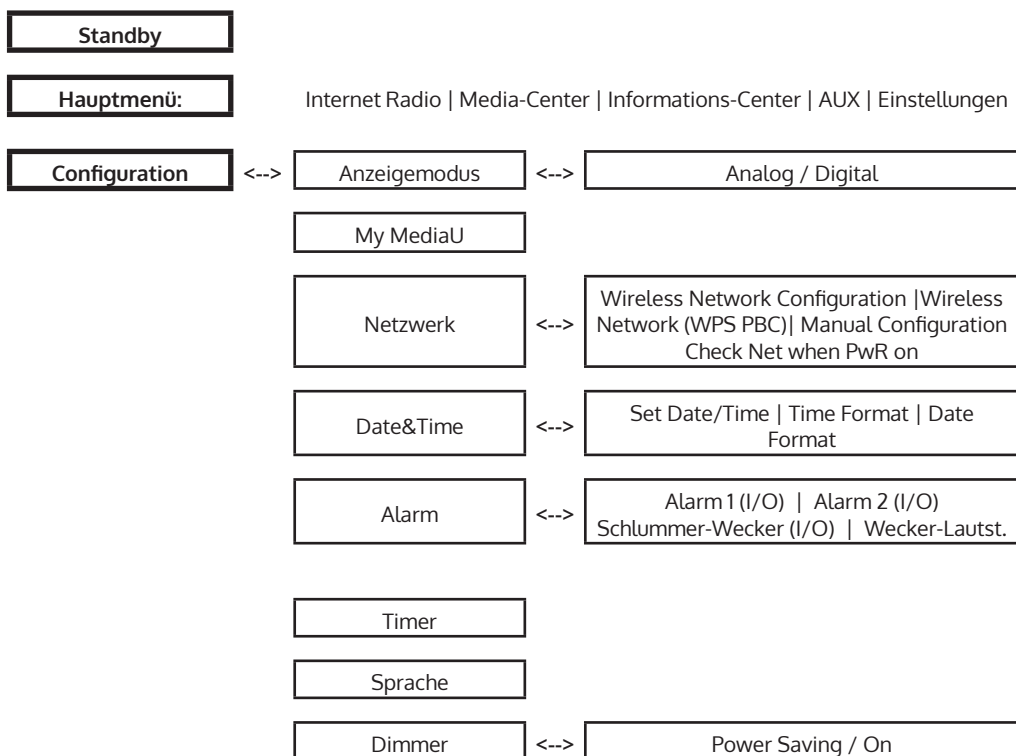 Standby
Hauptmenü:
Internet Radio | Media-Center | Informations-Center | AUX | Einstellungen
Configuration <--> Anzeigemodus <--> Analog / Digital
My MediaU
Netzwerk <--> Wireless Network Configuration |Wireless
Network (WPS PBC)| Manual Configuration
Check Net when PwR on
Date&Time <--> Set Date/Time | Time Format | Date
Format
Alarm <--> Alarm 1 (I/O) | Alarm 2 (I/O)
Schlummer-Wecker (I/O) | Wecker-Lautst.
Timer
Sprache
Dimmer <--> Power Saving / On